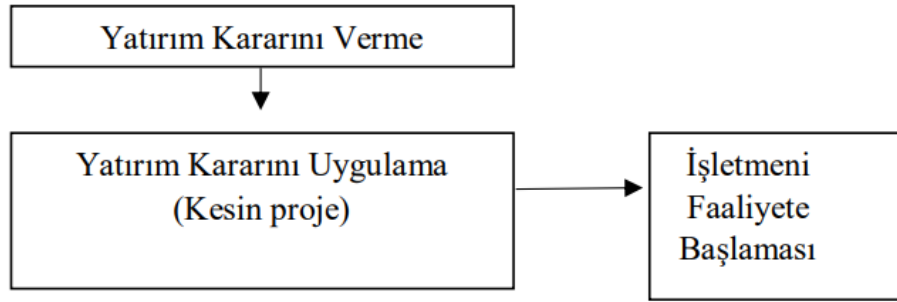 Yatırım Kararını Verme
Yatırım Kararını Uygulama
(Kesin proje)
İşletmeni
Faaliyete
Başlaması